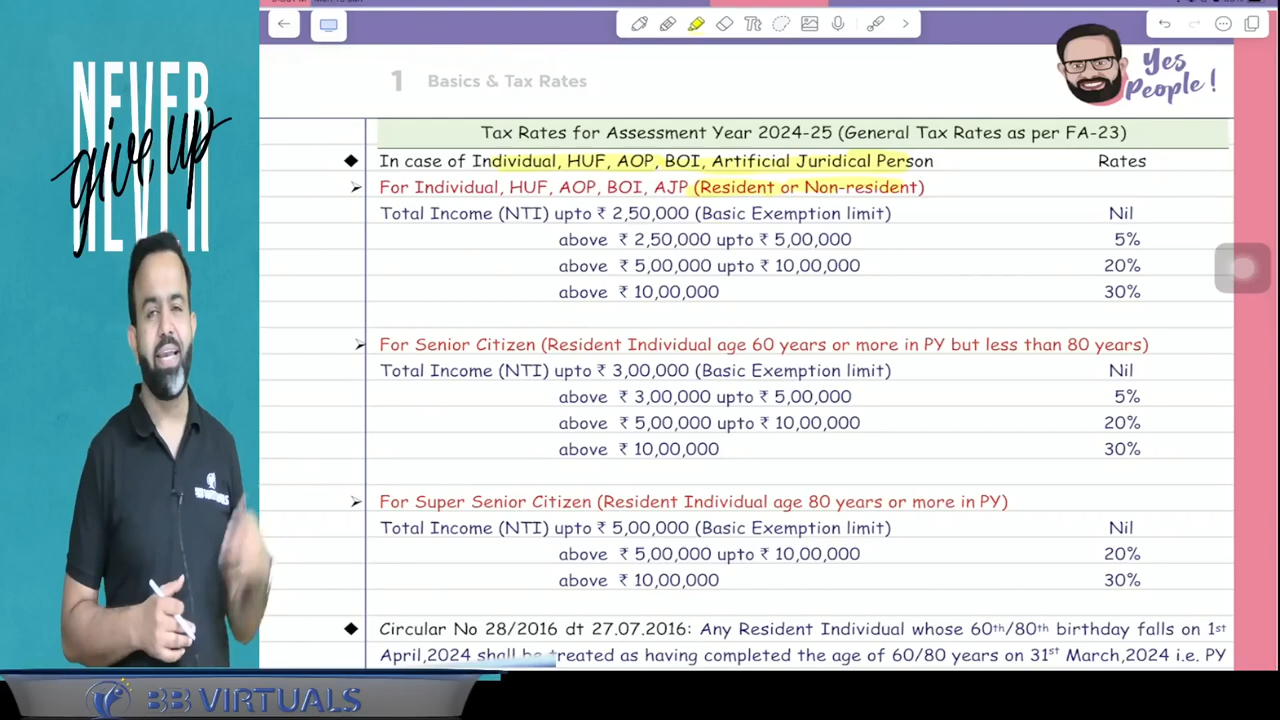 NEVER
give up
NEVER
1 Basics & Tax Rates
Yes
People !
Tax Rates for Assessment Year 2024-25 (General Tax Rates as per FA-23)
◆ In case of Individual, HUF, AOP, BOI, Artificial Juridical Person Rates
➢ For Individual, HUF, AOP, BOI, AJP (Resident or Non-resident)
Total Income (NTI) upto ₹ 2,50,000 (Basic Exemption limit) Nil
above ₹ 2,50,000 upto ₹ 5,00,000 5%
above ₹ 5,00,000 upto ₹ 10,00,000 20%
above ₹ 10,00,000 30%
➢ For Senior Citizen (Resident Individual age 60 years or more in PY but less than 80 years)
Total Income (NTI) upto ₹ 3,00,000 (Basic Exemption limit) Nil
above ₹ 3,00,000 upto ₹ 5,00,000 5%
above ₹ 5,00,000 upto ₹ 10,00,000 20%
above ₹ 10,00,000 30%
➢ For Super Senior Citizen (Resident Individual age 80 years or more in PY)
Total Income (NTI) upto ₹ 5,00,000 (Basic Exemption limit) Nil
above ₹ 5,00,000 upto ₹ 10,00,000 20%
above ₹ 10,00,000 30%
◆ Circular No 28/2016 dt 27.07.2016: Any Resident Individual whose 60th/80th birthday falls on 1st
April,2024 shall be treated as having completed the age of 60/80 years on 31st March,2024 i.e. PY
BB VIRTUALS
BB VIRTUALS